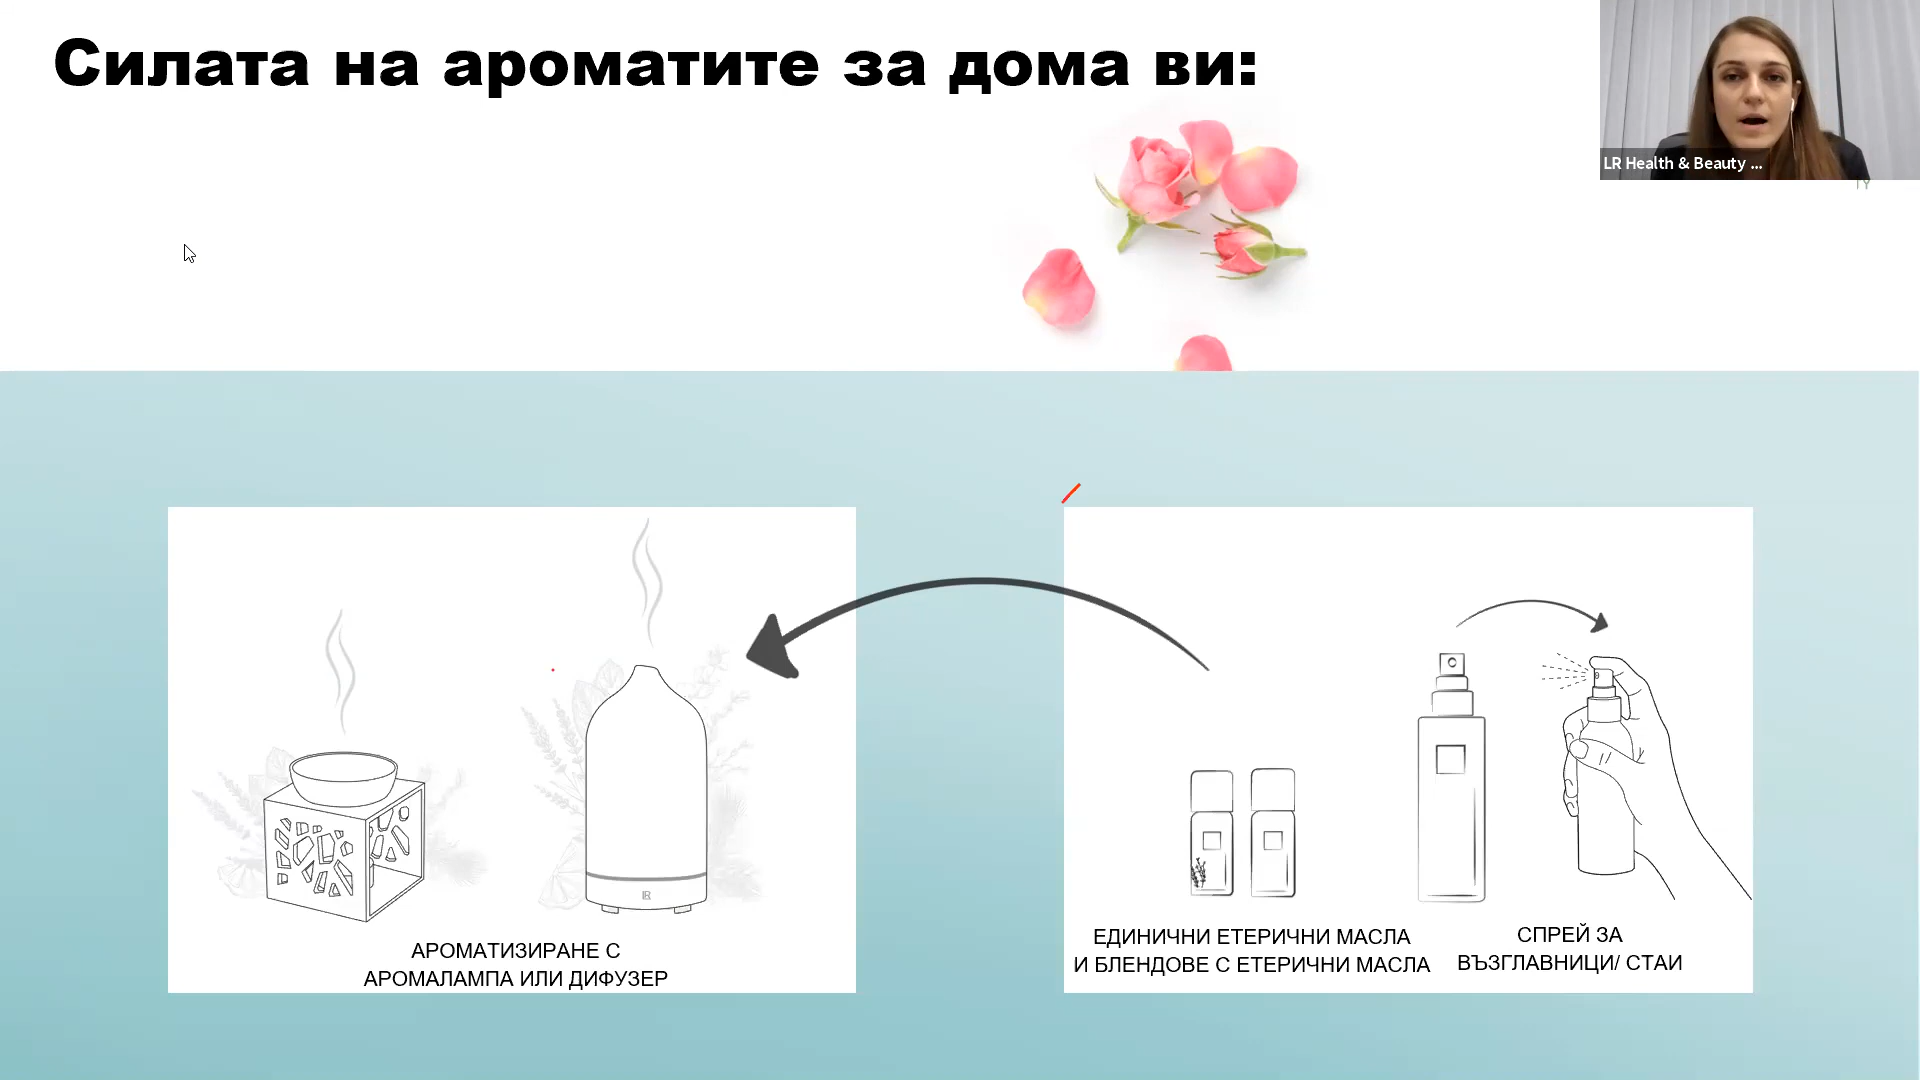 Силата на ароматите за дома ви:
LR Health & Beauty ...
LR
АРОМАТИЗИРАНЕ С
АРОМАЛАМПА ИЛИ ДИФУЗЕР
ЕДИНИЧНИ ЕТЕРИЧНИ МАСЛА
И БЛЕНДОВЕ С ЕТЕРИЧНИ МАСЛА
СПРЕЙ ЗА
ВЪЗГЛАВНИЦИ/ СТАИ